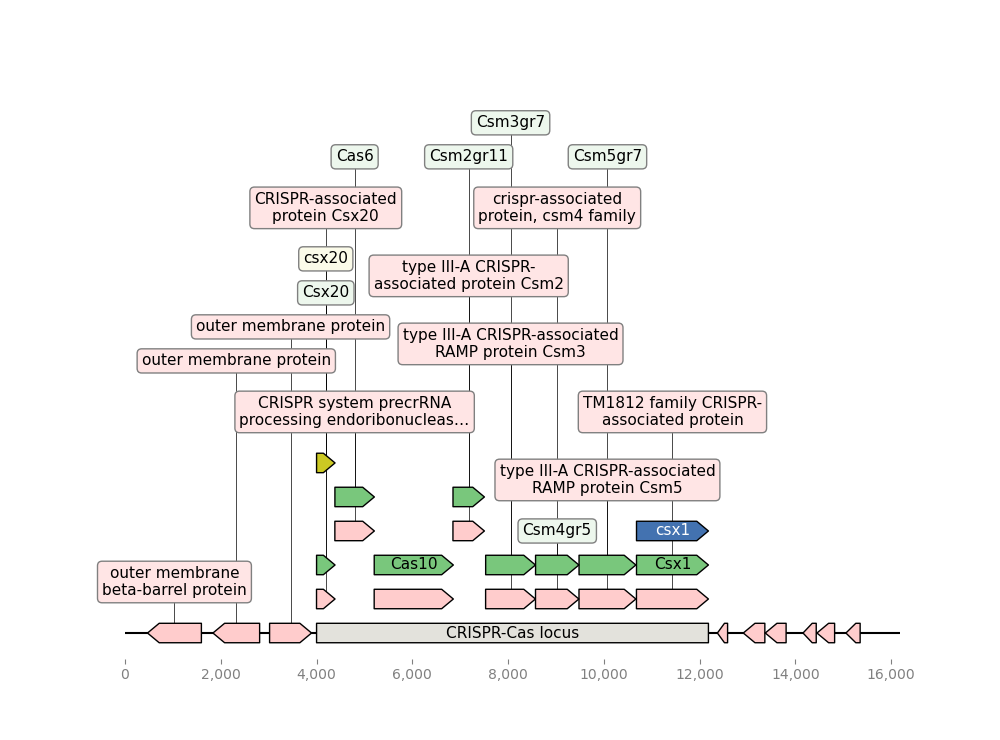 Csm3gr7
Cas6
Csm2gr11
Csm5gr7
CRISPR-associated
protein Csx20
crispr-associated
protein, csm4 family
csx20
type III-A CRISPR-
associated protein Csm2
Csx20
outer membrane protein
type III-A CRISPR-associated
RAMP protein Csm3
outer membrane protein
CRISPR system precrRNA
processing endoribonucleas...
TM1812 family CRISPR-
associated protein
type III-A CRISPR-associated
RAMP protein Csm5
Csm4gr5
csx1
Cas10
Csx1
outer membrane
beta-barrel protein
CRISPR-Cas locus
0
2,000
4,000
6,000
8,000
10,000
12,000
14,000
16,000